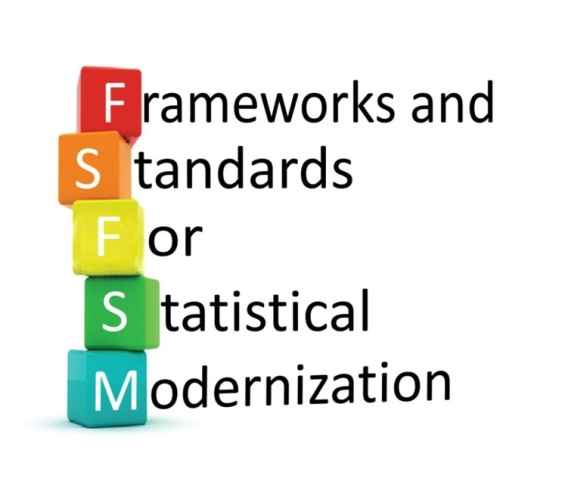 Frameworks and
Standards
For
Statistical
Modernization